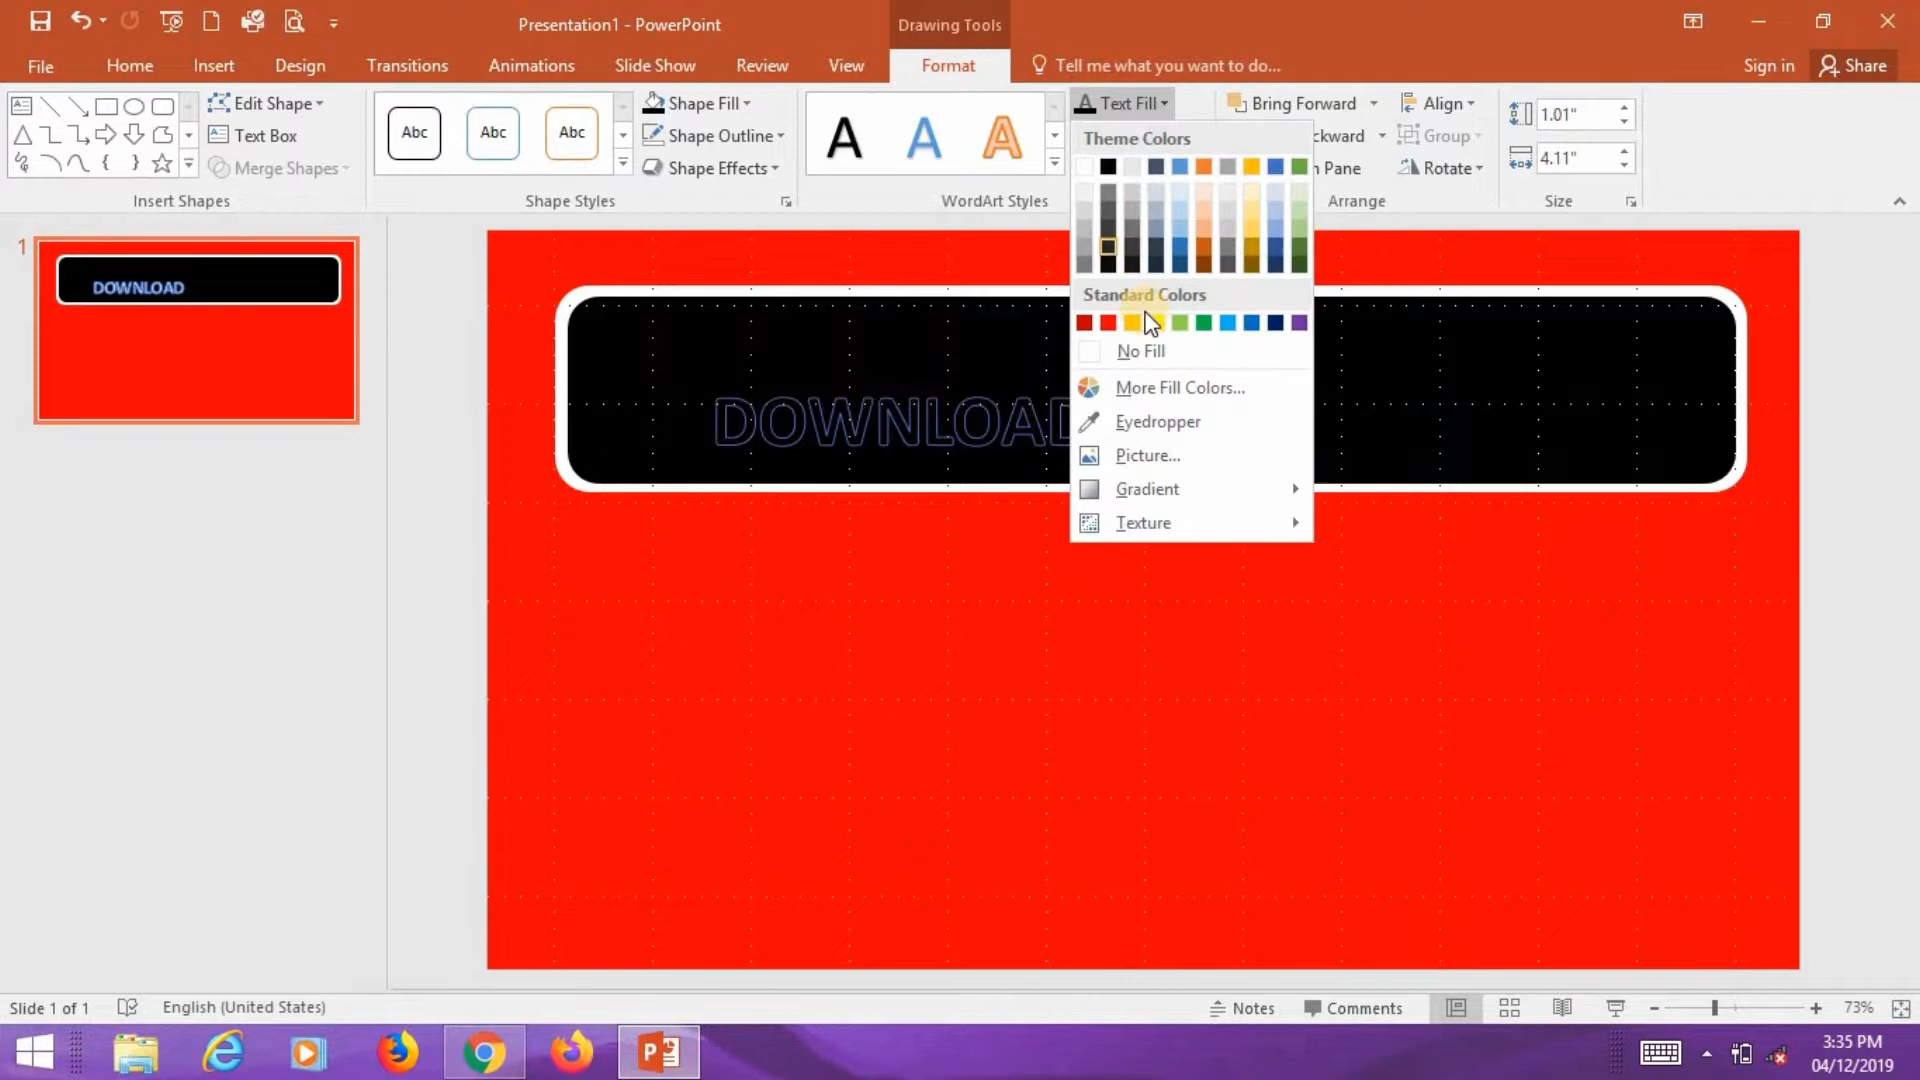 Presentation1 - PowerPoint
Drawing Tools
File
Home
Insert
Design
Transitions
Animations
Slide Show
Review
View
Format
Tell me what you want to do...
Sign in
Share
Edit Shape
Text Box
Merge Shapes
Insert Shapes
Abc
Abc
Abc
Shape Fill
Shape Outline
Shape Effects
Shape Styles
A
A
A
WordArt Styles
Text Fill
Bring Forward
ckward
Pane
Align
Group
Rotate
Arrange
1.01"
4.11"
Size
Theme Colors
Standard Colors
No Fill
More Fill Colors...
Eyedropper
Picture...
Gradient
Texture
1
DOWNLOAD
DOWNLOAD
Slide 1 of 1
English (United States)
Notes
Comments
73%
3:35 PM
04/12/2019